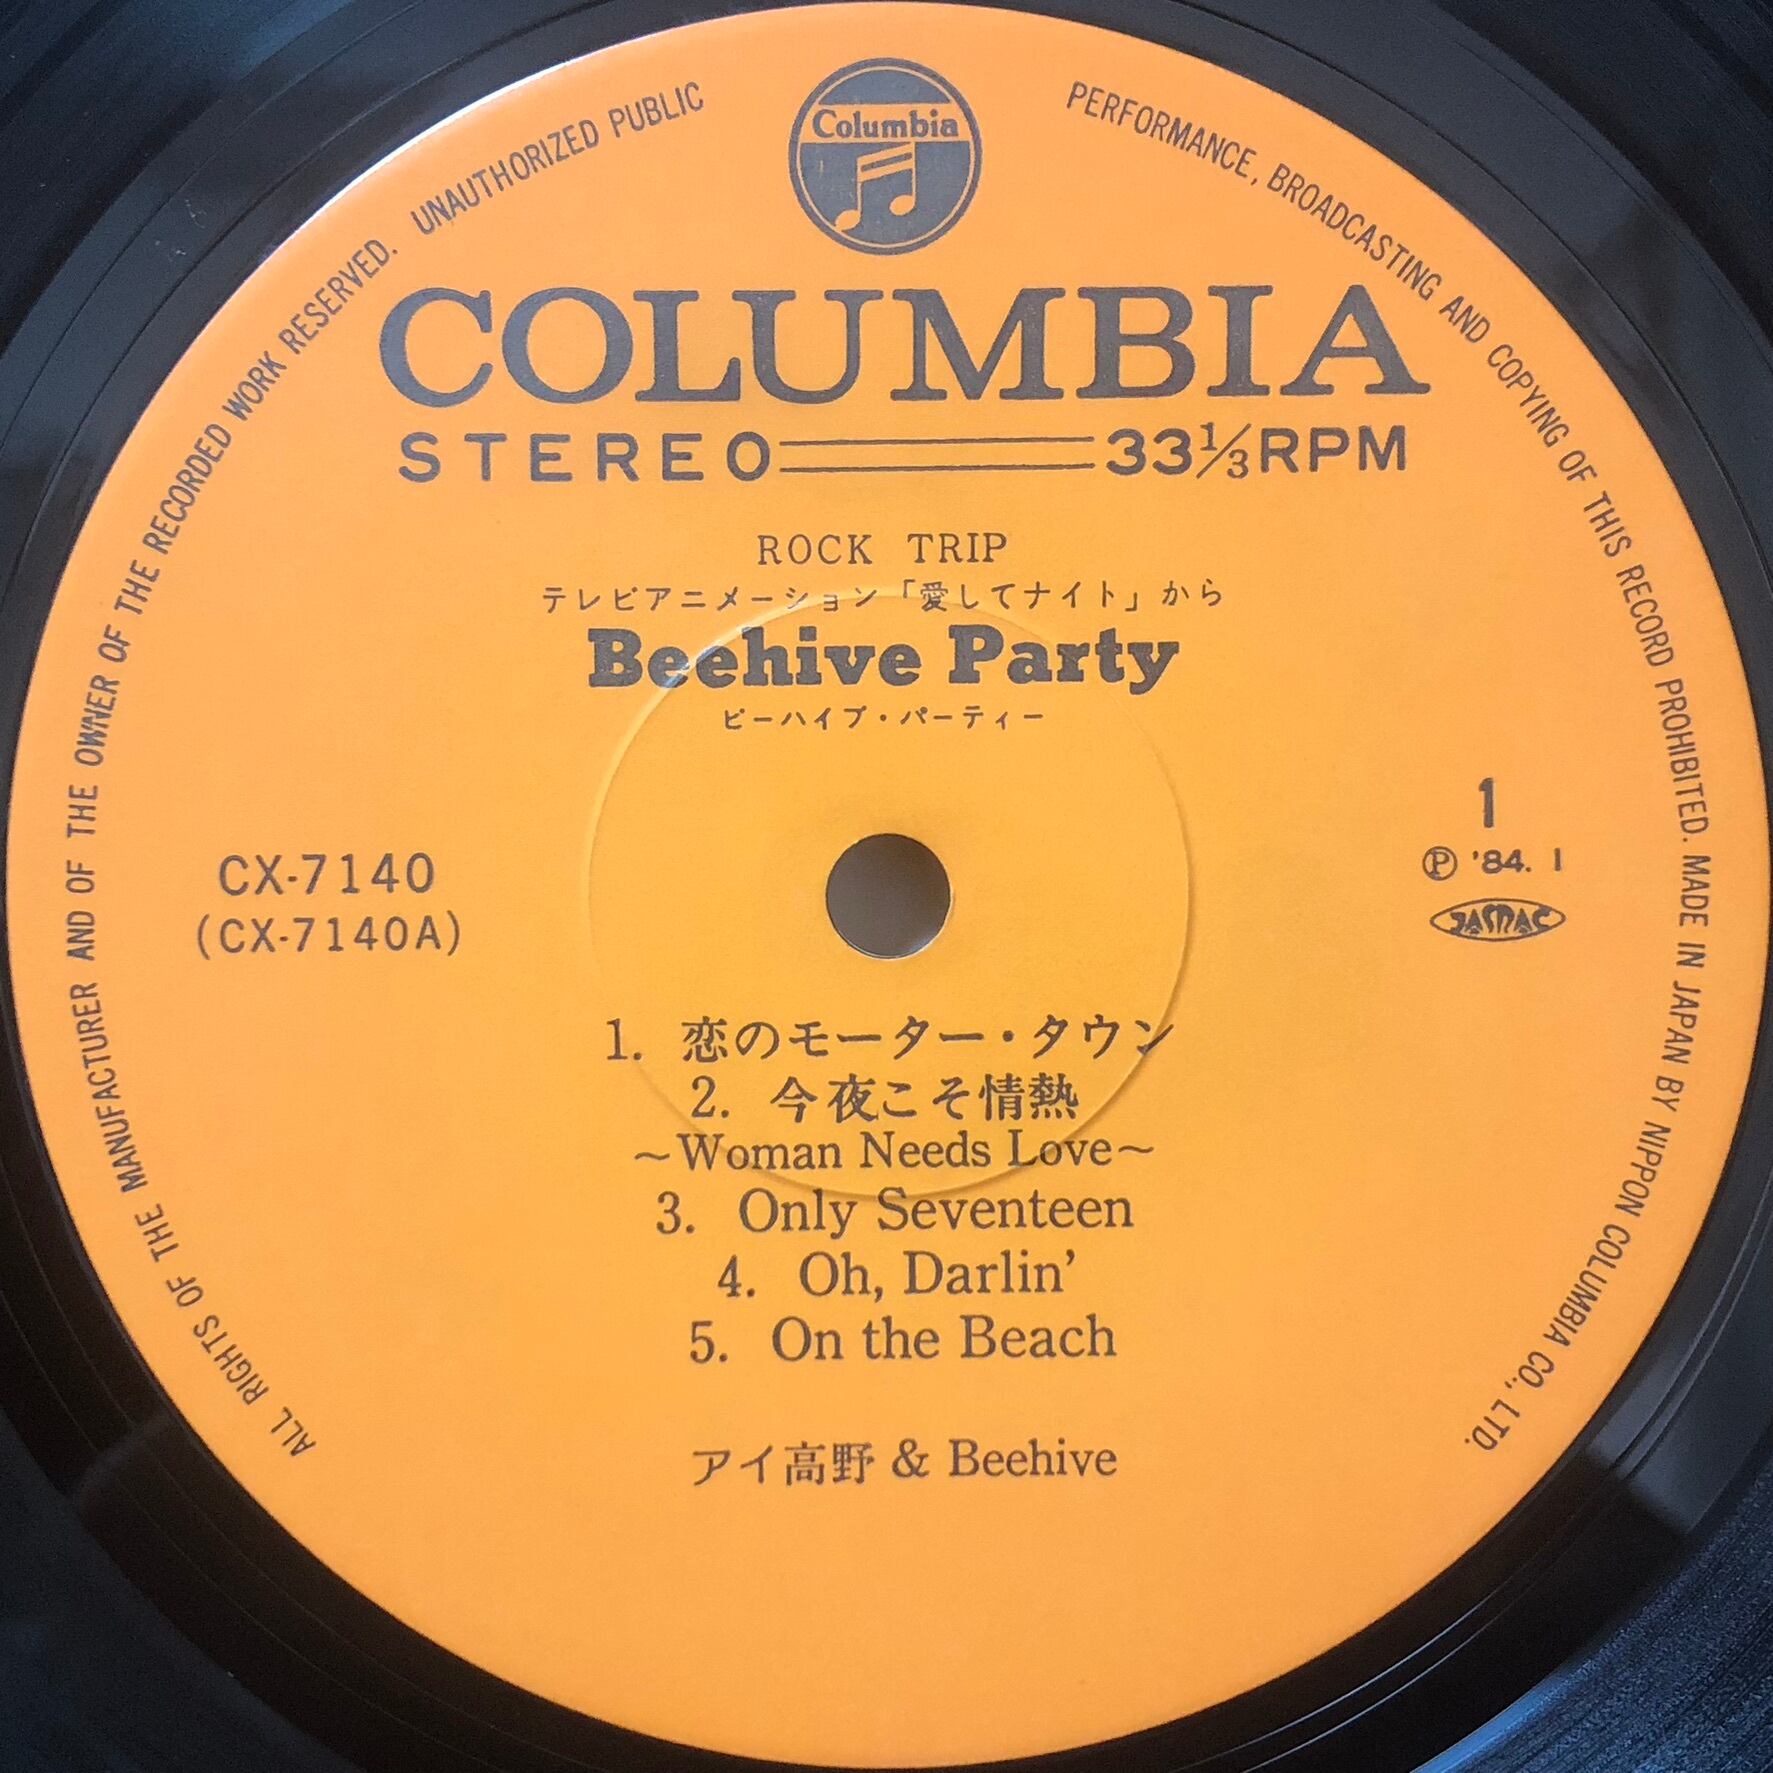 Columbia
COLUMBIA
STEREO 33⅓RPM
ROCK TRIP
テレビアニメーション「愛してナイト」から
Beehive Party
ビーハイブ・パーティー
CX-7140
(CX-7140A)
1
Ⓟ '84. 1
JASRAC
1. 恋のモーター・タウン
2. 今夜こそ情熱
~Woman Needs Love~
3. Only Seventeen
4. Oh, Darlin'
5. On the Beach
アイ高野 & Beehive
ALL RIGHTS OF THE MANUFACTURER AND OF THE OWNER OF THE RECORDED WORK RESERVED. UNAUTHORIZED PUBLIC PERFORMANCE, BROADCASTING AND COPYING OF THIS RECORD PROHIBITED. MADE IN JAPAN BY NIPPON COLUMBIA CO., LTD.